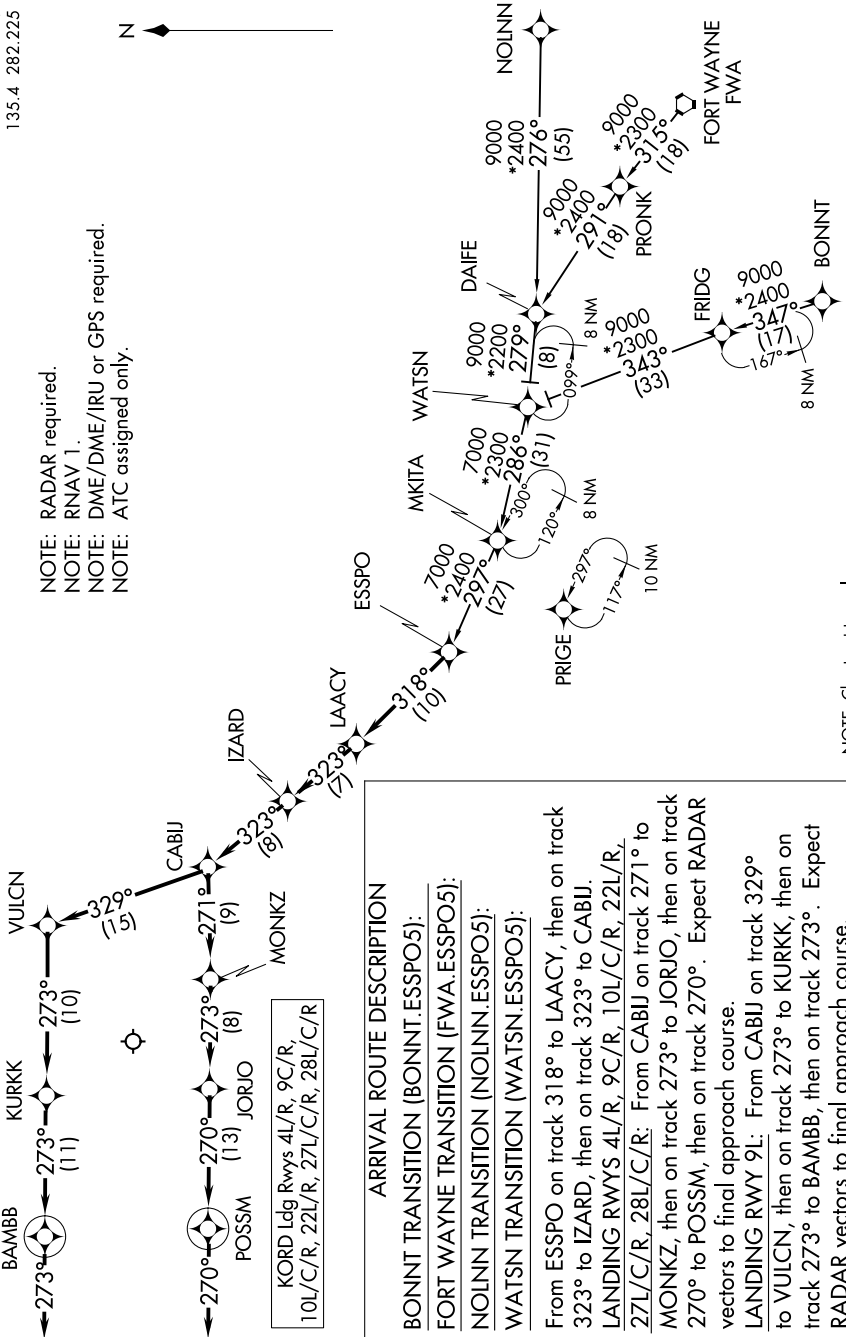 135.4 282.225
N
NOTE: RADAR required.
NOTE: RNAV 1.
NOTE: DME/DME/IRU or GPS required.
NOTE: ATC assigned only.
NOLNN
9000
*2400
276°
(55)
FORT WAYNE
FWA
9000
*2300
315°
(18)
PRONK
9000
*2400
291°
(18)
DAIFE
9000
*2200
279°
(8)
8 NM
099°
WATSN
BONNT
9000
*2400
347°
(17)
FRIDG
167°
8 NM
9000
*2300
343°
(33)
7000
*2300
286°
(31)
MKITA
300°
120°
8 NM
7000
*2400
297°
(27)
ESSPO
PRIGE
297°
117°
10 NM
318°
(10)
LAACY
323°
(7)
IZARD
323°
(8)
CABIJ
329°
(15)
VULCN
273°
(10)
KURKK
273°
(11)
BAMBB
273°
271°
(9)
MONKZ
273°
(8)
JORJO
270°
(13)
POSSM
270°
KORD Ldg Rwys 4L/R, 9C/R,
10L/C/R, 22L/R, 27L/C/R, 28L/C/R
ARRIVAL ROUTE DESCRIPTION
BONNT TRANSITION (BONNT.ESSPO5):
FORT WAYNE TRANSITION (FWA.ESSPO5):
NOLNN TRANSITION (NOLNN.ESSPO5):
WATSN TRANSITION (WATSN.ESSPO5):
From ESSPO on track 318° to LAACY, then on track
323° to IZARD, then on track 323° to CABIJ.
LANDING RWYS 4L/R, 9C/R, 10L/C/R, 22L/R,
27L/C/R, 28L/C/R: From CABIJ on track 271° to
MONKZ, then on track 273° to JORJO, then on track
270° to POSSM, then on track 270°. Expect RADAR
vectors to final approach course.
LANDING RWY 9L: From CABIJ on track 329°
to VULCN, then on track 273° to KURKK, then on
track 273° to BAMBB, then on track 273°. Expect
RADAR vectors to final approach course.